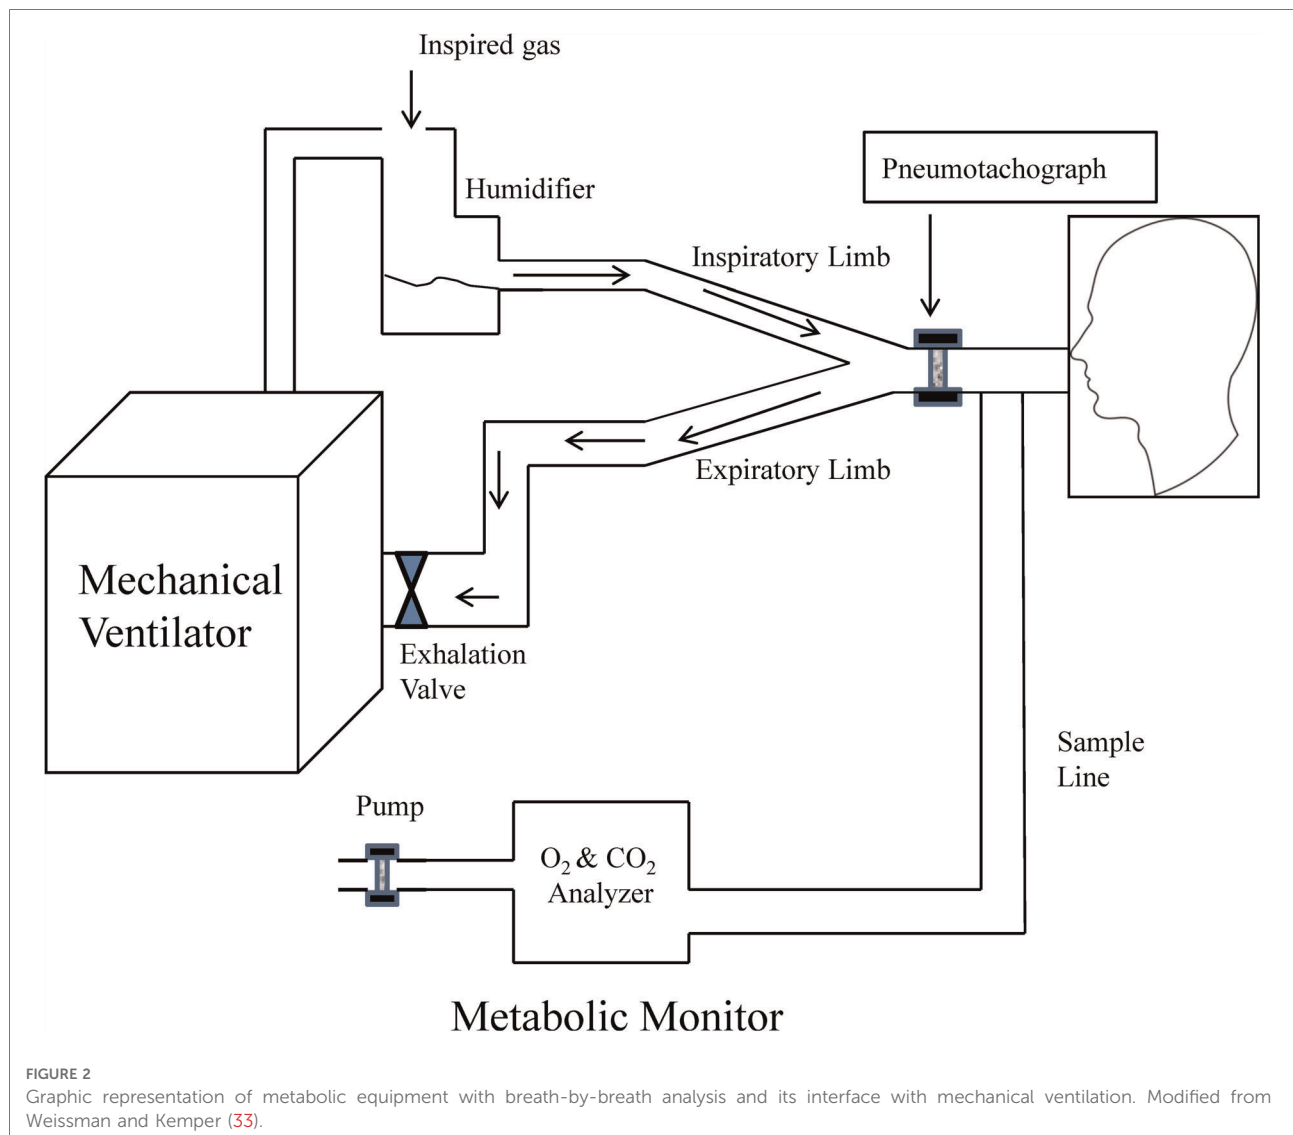 Inspired gas
Humidifier
Pneumotachograph
Inspiratory Limb
Expiratory Limb
Mechanical
Ventilator
Exhalation
Valve
Sample
Line
Pump
O₂ & CO₂
Analyzer
Metabolic Monitor
FIGURE 2
Graphic representation of metabolic equipment with breath-by-breath analysis and its interface with mechanical ventilation. Modified from
Weissman and Kemper (33).